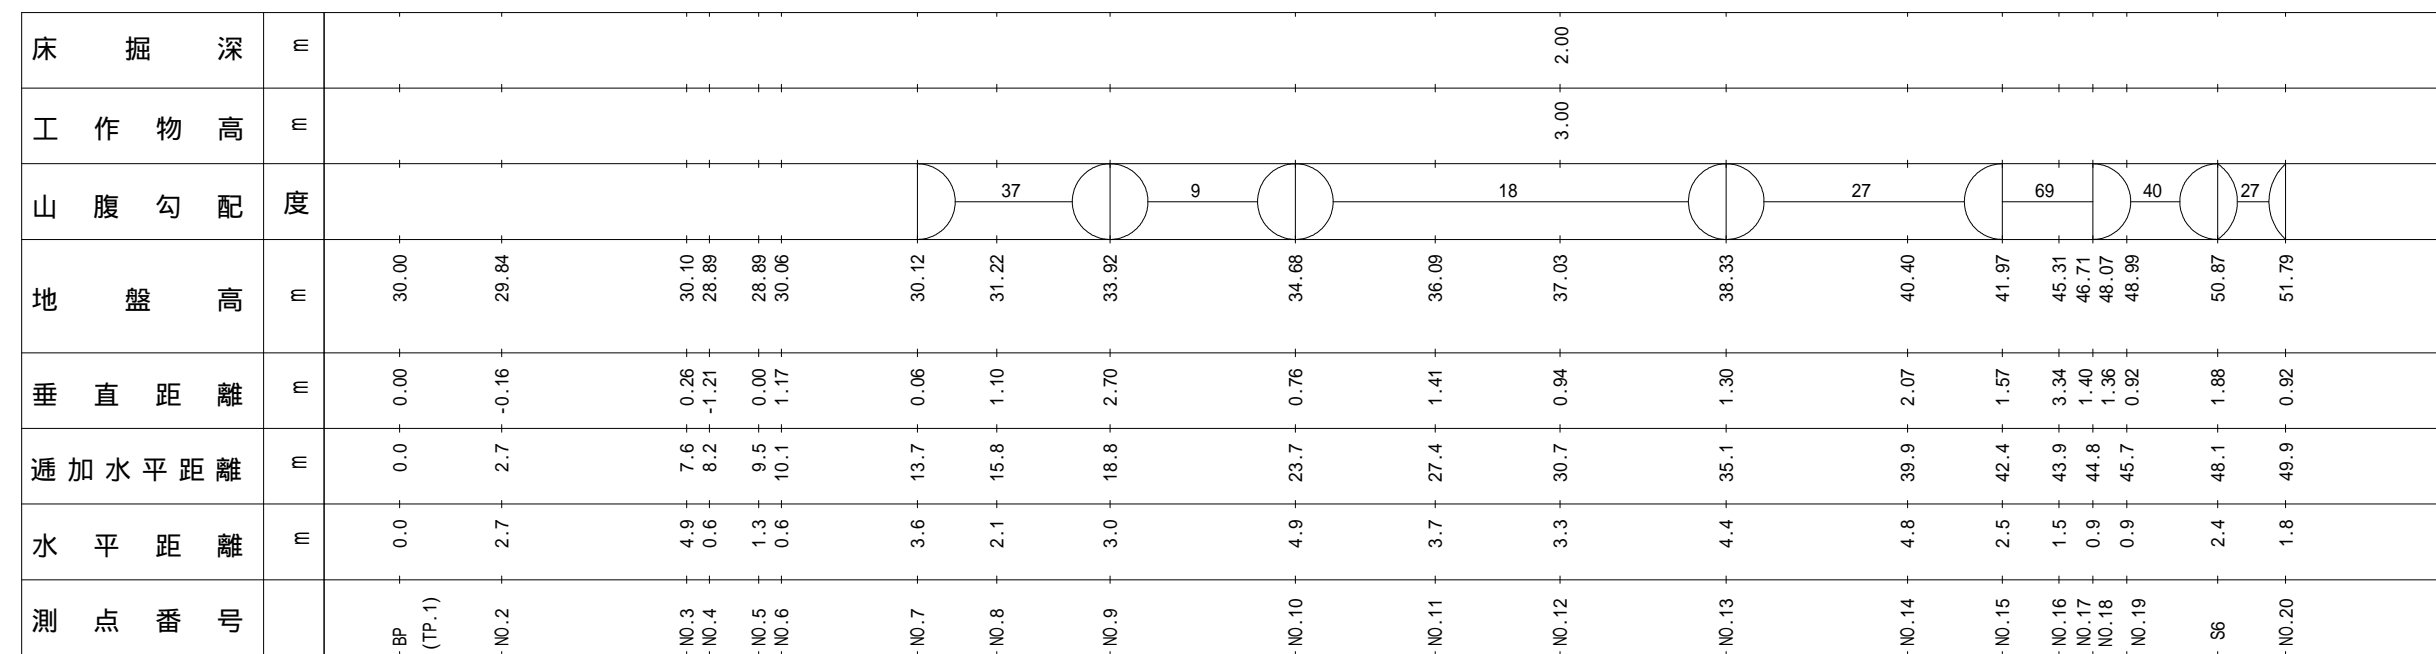 床掘深 m 2.00
工作物高 m 3.00
山腹勾配 度 37 9 18 27 69 40 27
地盤高 m 30.00 29.84 30.10 28.89 28.89 30.06 30.12 31.22 33.92 34.68 36.09 37.03 38.33 40.40 41.97 45.31 46.71 48.07 48.99 50.87 51.79
垂直距離 m 0.00 -0.16 0.26 -1.21 0.00 1.17 0.06 1.10 2.70 0.76 1.41 0.94 1.30 2.07 1.57 3.34 1.40 1.36 0.92 1.88 0.92
逓加水平距離 m 0.0 2.7 7.6 8.2 9.5 10.1 13.7 15.8 18.8 23.7 27.4 30.7 35.1 39.9 42.4 43.9 44.8 45.7 48.1 49.9
水平距離 m 0.0 2.7 4.9 0.6 1.3 0.6 3.6 2.1 3.0 4.9 3.7 3.3 4.4 4.8 2.5 1.5 0.9 0.9 2.4 1.8
測点番号 BP (TP.1) NO.2 NO.3 NO.4 NO.5 NO.6 NO.7 NO.8 NO.9 NO.10 NO.11 NO.12 NO.13 NO.14 NO.15 NO.16 NO.17 NO.18 NO.19 S6 NO.20